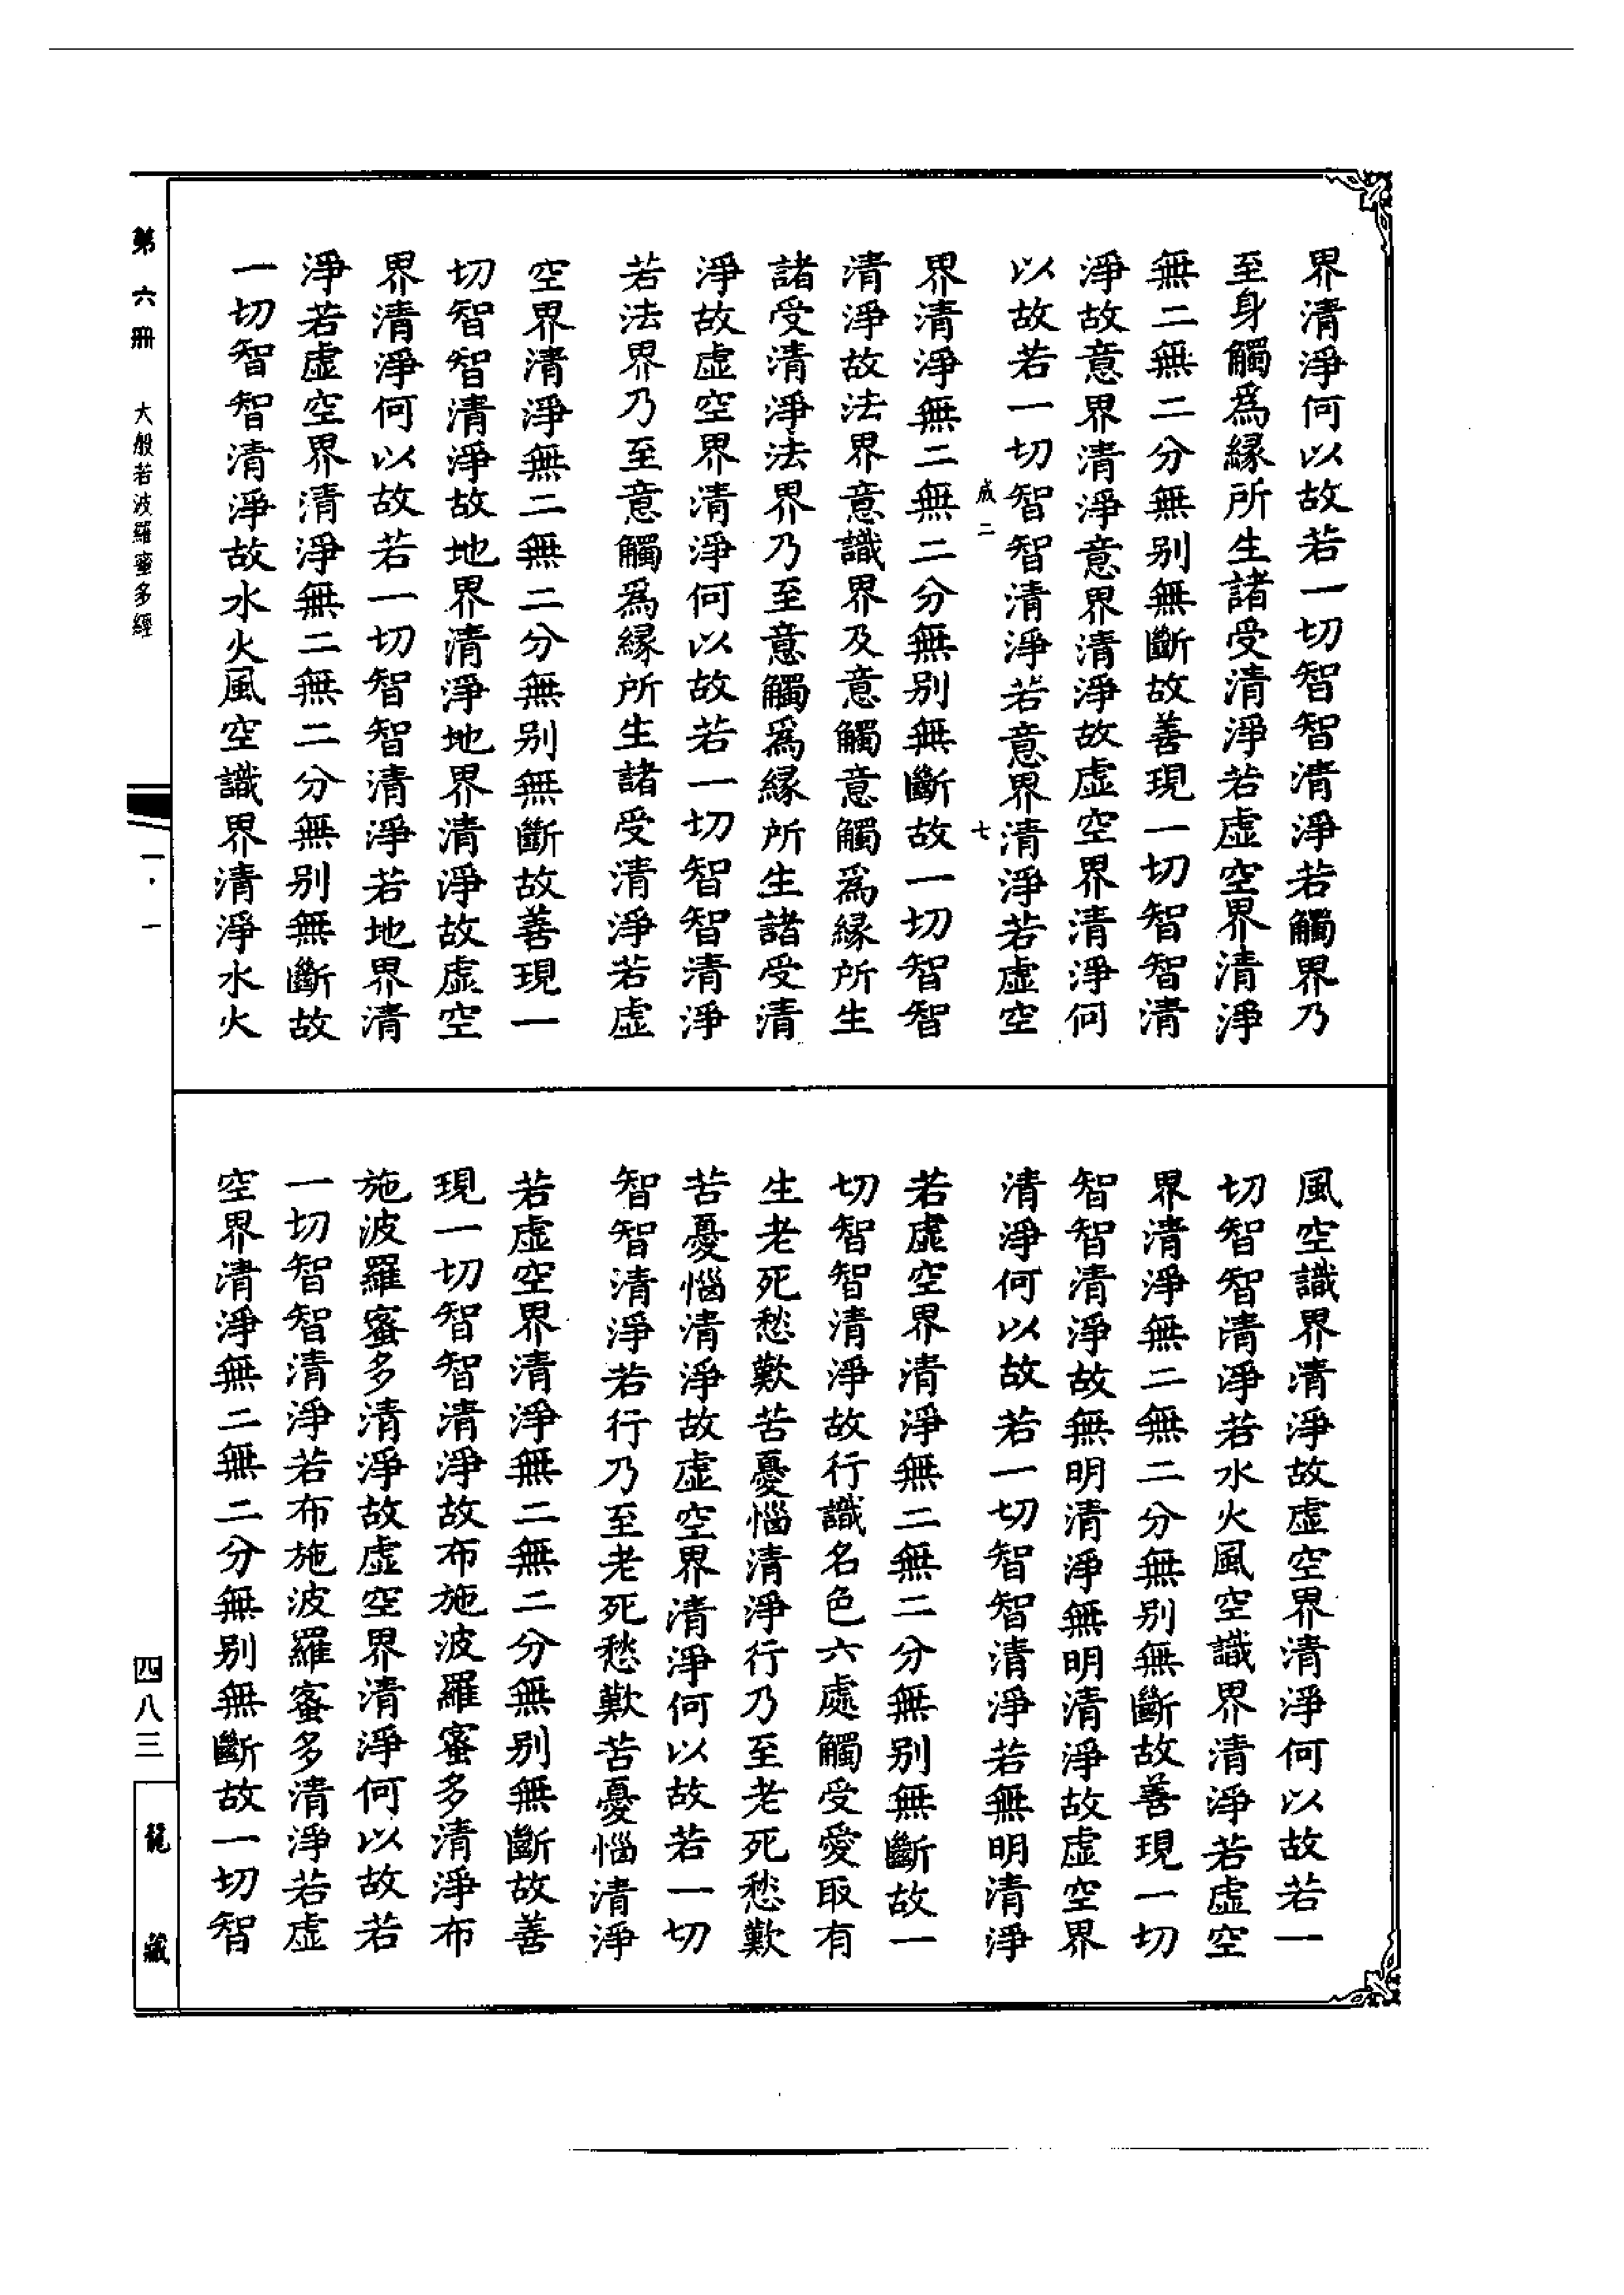 界清淨何以故若一切智智清淨若觸界乃
至身觸爲縁所生諸受清淨若虛空界清淨
無二無二分無别無斷故善現一切智智清
淨故意界清淨意界清淨故虛空界清淨何
以故若一切智智清淨若意界清淨若虛空
二 七
界清淨無二無二分無别無斷故一切智智
清淨故法界意識界及意觸意觸爲縁所生
諸受清淨法界乃至意觸爲縁所生諸受清
淨故虛空界清淨何以故若一切智智清淨
若法界乃至意觸爲縁所生諸受清淨若虛
空界清淨無二無二分無别無斷故善現一
切智智清淨故地界清淨地界清淨故虛空
界清淨何以故若一切智智清淨若地界清
淨若虛空界清淨無二無二分無别無斷故
一切智智清淨故水火風空識界清淨水火
風空識界清淨故虛空界清淨何以故若一
切智智清淨若水火風空識界清淨若虛空
界清淨無二無二分無别無斷故善現一切
智智清淨故無明清淨無明清淨故虛空界
清淨何以故若一切智智清淨若無明清淨
若虛空界清淨無二無二分無别無斷故一
切智智清淨故行識名色六處觸受愛取有
生老死愁歎苦憂惱清淨行乃至老死愁歎
苦憂惱清淨故虛空界清淨何以故若一切
智智清淨若行乃至老死愁歎苦憂惱清淨
若虛空界清淨無二無二分無别無斷故善
現一切智智清淨故布施波羅蜜多清淨布
施波羅蜜多清淨故虛空界清淨何以故若
一切智智清淨若布施波羅蜜多清淨若虛
空界清淨無二無二分無别無斷故一切智
第六冊 大般若波羅蜜多經
一·一
四八三
龍藏